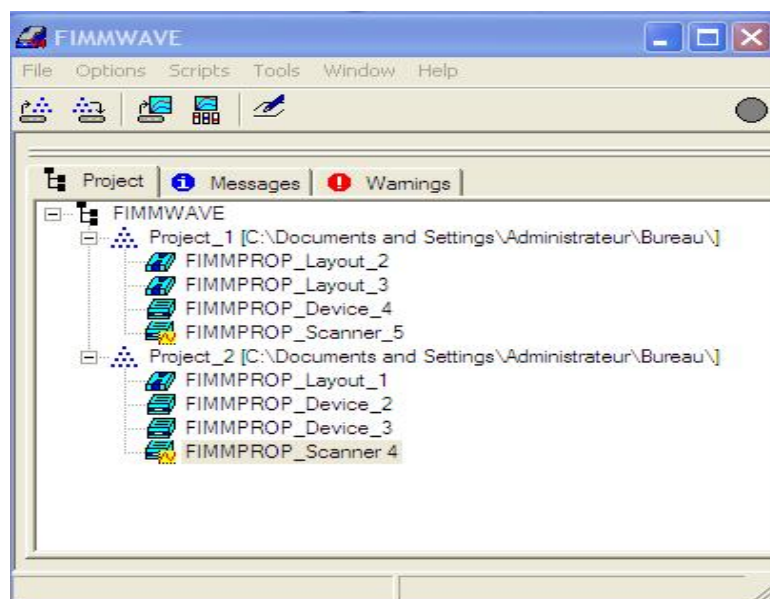 FIMMWAVE
File Options Scripts Tools Window Help
Project Messages Warnings
FIMMWAVE
Project_1 [C:\Documents and Settings\Administrateur\Bureau\]
FIMMPROP_Layout_2
FIMMPROP_Layout_3
FIMMPROP_Device_4
FIMMPROP_Scanner_5
Project_2 [C:\Documents and Settings\Administrateur\Bureau\]
FIMMPROP_Layout_1
FIMMPROP_Device_2
FIMMPROP_Device_3
FIMMPROP_Scanner 4